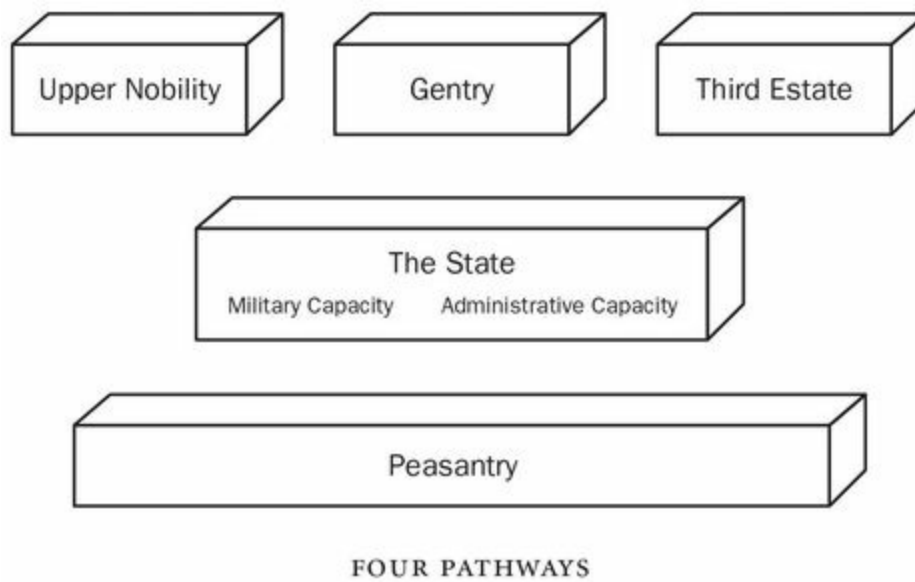 Upper Nobility
Gentry
Third Estate
The State
Military Capacity
Administrative Capacity
Peasantry
FOUR PATHWAYS